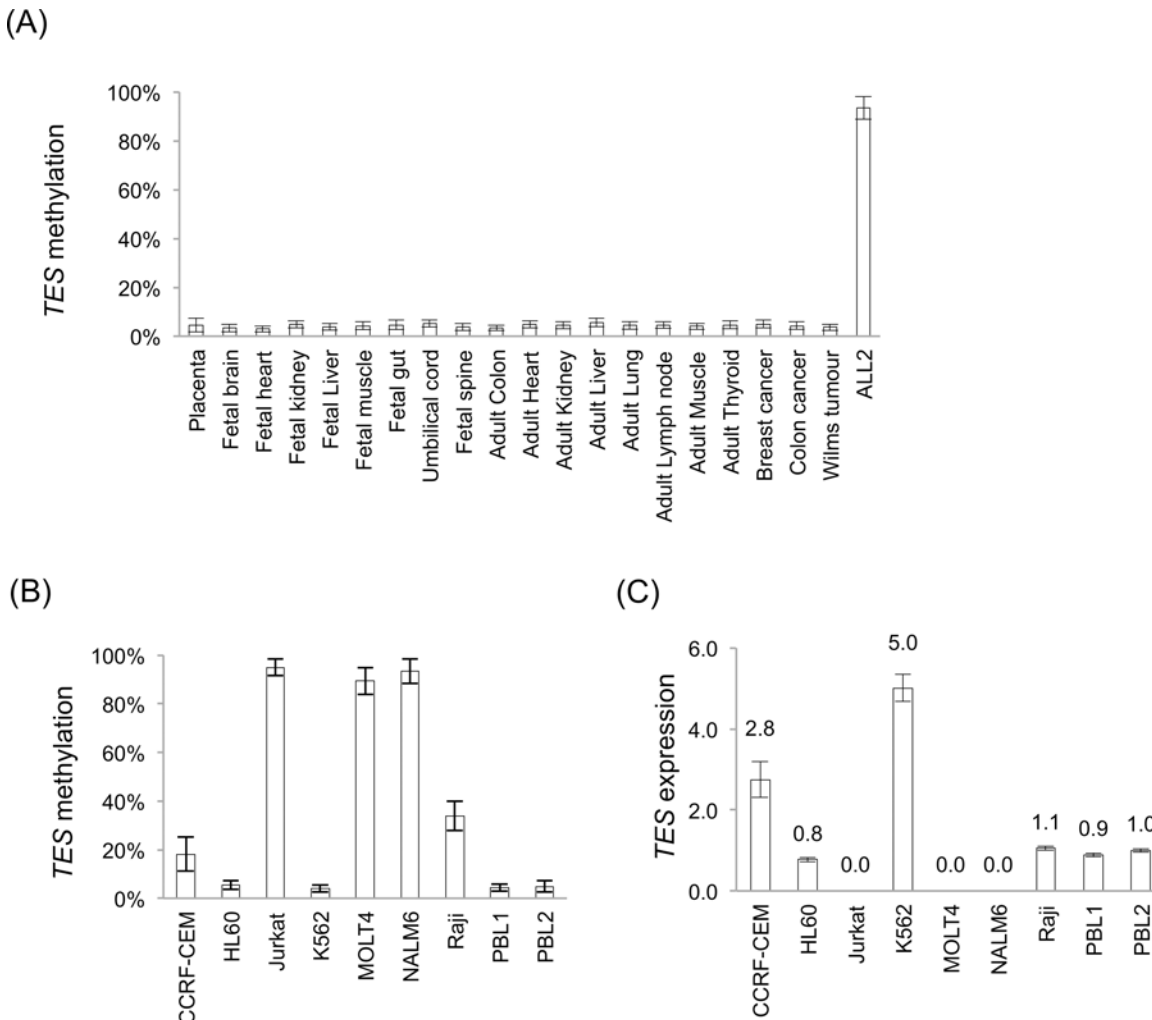 (A)
100%
80%
60%
40%
20%
0%
TES methylation
Placenta
Fetal brain
Fetal heart
Fetal kidney
Fetal Liver
Fetal muscle
Fetal gut
Umbilical cord
Fetal spine
Adult Colon
Adult Heart
Adult Kidney
Adult Liver
Adult Lung
Adult Lymph node
Adult Muscle
Adult Thyroid
Breast cancer
Colon cancer
Wilms tumour
ALL2
(B)
100%
80%
60%
40%
20%
0%
TES methylation
CCRF-CEM
HL60
Jurkat
K562
MOLT4
NALM6
Raji
PBL1
PBL2
(C)
6.0
4.0
2.0
0.0
TES expression
2.8
0.8
0.0
5.0
0.0
0.0
1.1
0.9
1.0
CCRF-CEM
HL60
Jurkat
K562
MOLT4
NALM6
Raji
PBL1
PBL2